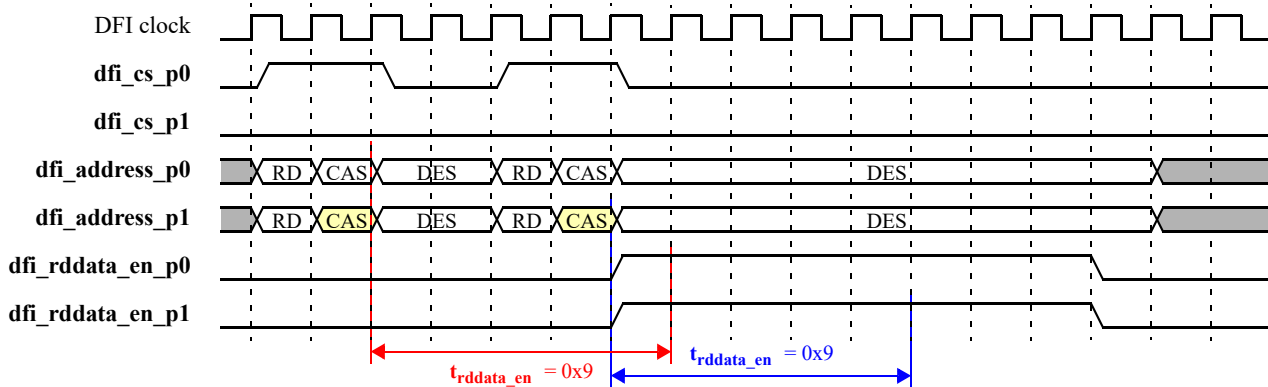 DFI clock
dfi_cs_p0
dfi_cs_p1
dfi_address_p0 RD CAS DES RD CAS DES
dfi_address_p1 RD CAS DES RD CAS DES
dfi_rddata_en_p0
dfi_rddata_en_p1
trddata_en = 0x9
trddata_en = 0x9